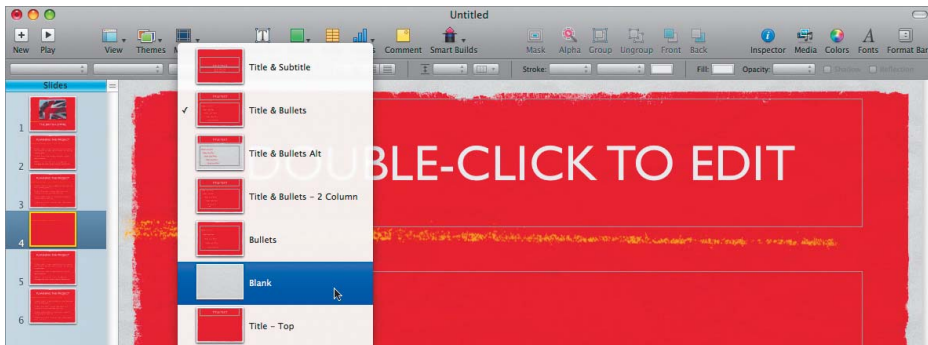 Untitled
New Play View Themes Comment Smart Builds Mask Alpha Group Ungroup Front Back Inspector Media Colors Fonts Format Bar
Stroke: Fill: Opacity: Shadow Reflection
Slides
1
2
3
4
5
6
Title & Subtitle
✓ Title & Bullets
Title & Bullets Alt
Title & Bullets – 2 Column
Bullets
Blank
Title – Top
UBLE-CLICK TO EDIT